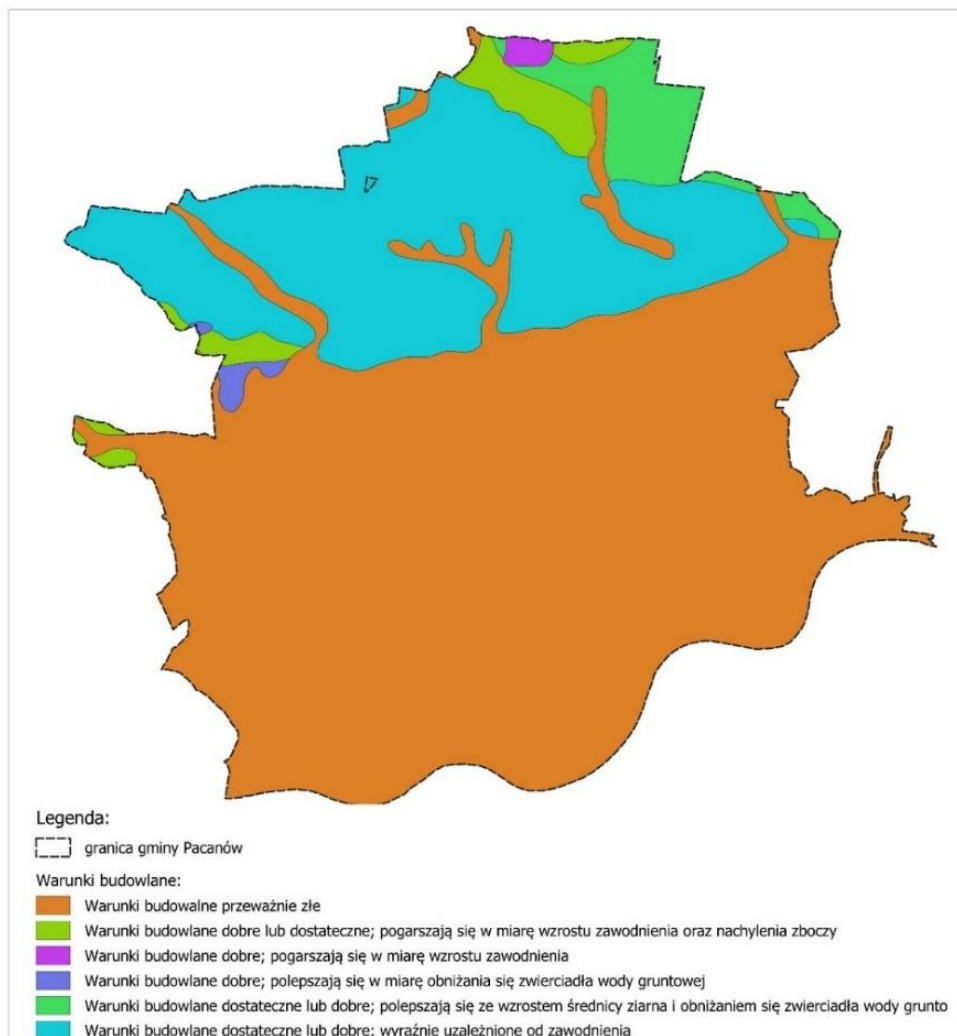 Legenda:
granica gminy Pacanów
Warunki budowlane:
Warunki budowalne przeważnie złe
Warunki budowlane dobre lub dostateczne; pogarszają się w miarę wzrostu zawodnienia oraz nachylenia zboczy
Warunki budowlane dobre; pogarszają się w miarę wzrostu zawodnienia
Warunki budowlane dobre; polepszają się w miarę obniżania się zwierciadła wody gruntowej
Warunki budowlane dostateczne lub dobre; polepszają się ze wzrostem średnicy ziarna i obniżaniem się zwierciadła wody grunto
Warunki budowlane dostateczne lub dobre; wyraźnie uzależnione od zawodnienia